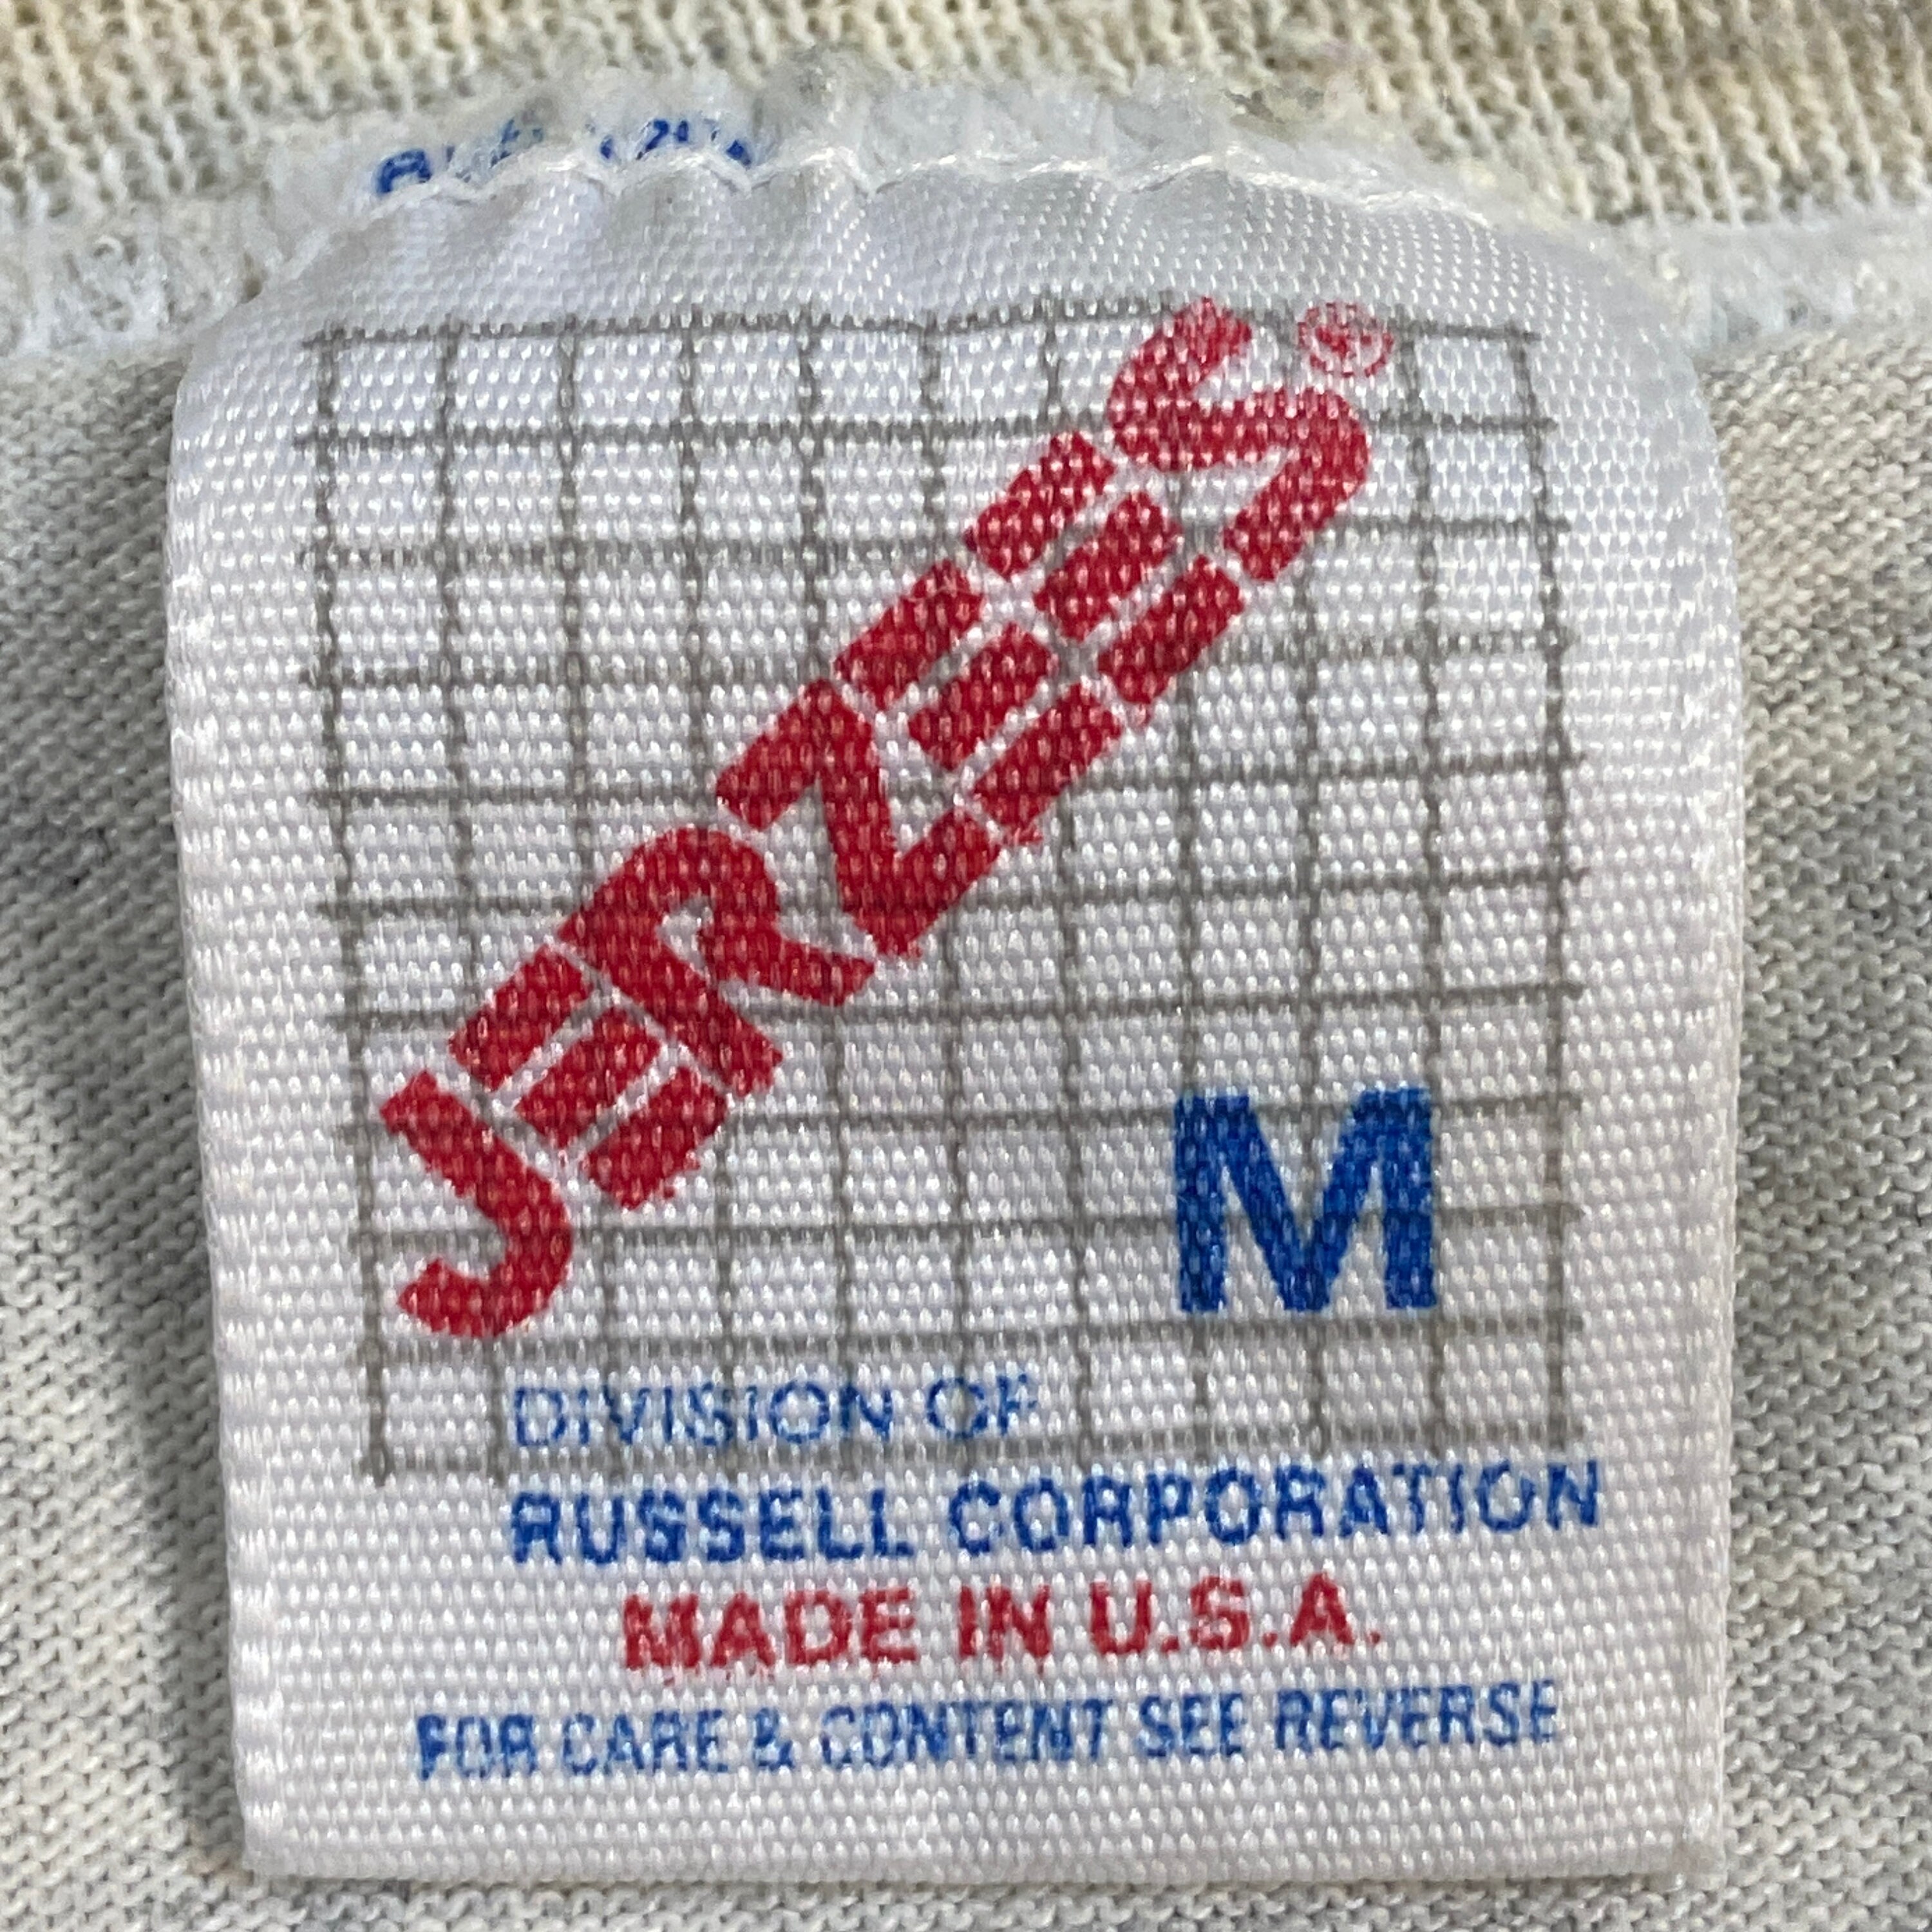 JERZEES®
M
DIVISION OF
RUSSELL CORPORATION
MADE IN U.S.A.
FOR CARE & CONTENT SEE REVERSE